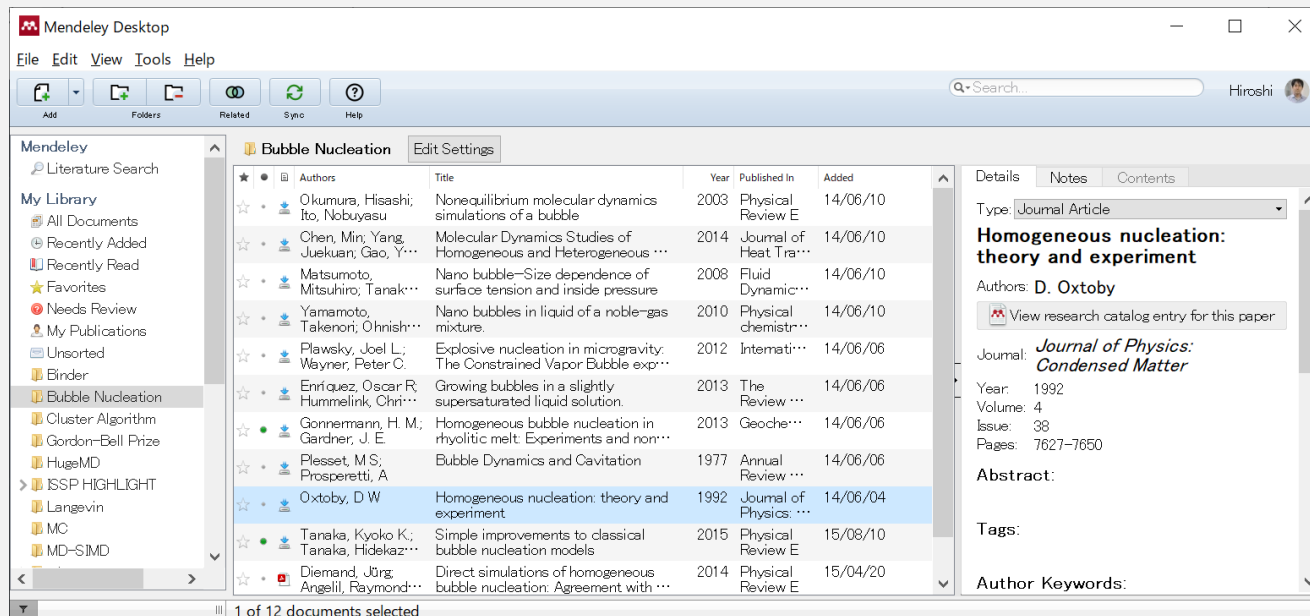 Mendeley Desktop
File Edit View Tools Help
Search...
Hiroshi
Add Folders Related Sync Help
Mendeley
Literature Search
My Library
All Documents
Recently Added
Recently Read
Favorites
Needs Review
My Publications
Unsorted
Binder
Bubble Nucleation
Cluster Algorithm
Gordon-Bell Prize
HugeMD
ISSP HIGHLIGHT
Langevin
MC
MD-SIMD
Bubble Nucleation Edit Settings
Authors Title Year Published In Added
Okumura, Hisashi; Nonequilibrium molecular dynamics 2003 Physical 14/06/10
Ito, Nobuyasu simulations of a bubble Review E
Chen, Min; Yang, Molecular Dynamics Studies of 2014 Journal of 14/06/10
Juekuan; Gao, Y··· Homogeneous and Heterogeneous ··· Heat Tra···
Matsumoto, Nano bubble—Size dependence of 2008 Fluid 14/06/10
Mitsuhiro; Tanak··· surface tension and inside pressure Dynamic···
Yamamoto, Nano bubbles in liquid of a noble-gas 2010 Physical 14/06/10
Takenori; Ohnish··· mixture. chemistr···
Plawsky, Joel L.; Explosive nucleation in microgravity: 2012 Internati··· 14/06/06
Wayner, Peter C. The Constrained Vapor Bubble exp···
Enríquez, Oscar R; Growing bubbles in a slightly 2013 The 14/06/06
Hummelink, Chri··· supersaturated liquid solution. Review ···
Gonnermann, H. M.; Homogeneous bubble nucleation in 2013 Geoche··· 14/06/06
Gardner, J. E. rhyolitic melt: Experiments and non···
Plesset, M S; Bubble Dynamics and Cavitation 1977 Annual 14/06/06
Prosperetti, A Review ···
Oxtoby, D W Homogeneous nucleation: theory and 1992 Journal of 14/06/04
experiment Physics: ···
Tanaka, Kyoko K.; Simple improvements to classical 2015 Physical 15/08/10
Tanaka, Hidekaz··· bubble nucleation models Review E
Diemand, Jürg; Direct simulations of homogeneous 2014 Physical 15/04/20
Angelil, Raymond··· bubble nucleation: Agreement with ··· Review E
Details Notes Contents
Type: Journal Article
Homogeneous nucleation:
theory and experiment
Authors: D. Oxtoby
View research catalog entry for this paper
Journal: Journal of Physics:
Condensed Matter
Year: 1992
Volume: 4
Issue: 38
Pages: 7627-7650
Abstract:
Tags:
Author Keywords:
1 of 12 documents selected